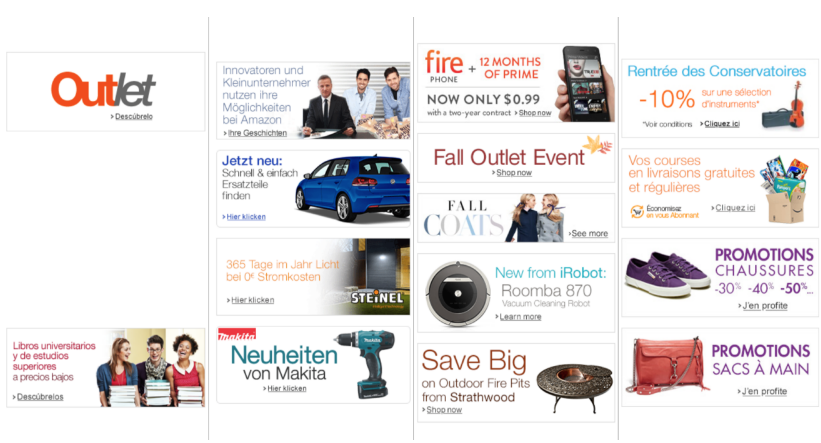 Outlet
› Descúbrelo
Libros universitarios
y de estudios
superiores
a precios bajos
› Descúbrelos
Innovatoren und
Kleinunternehmer
nutzen ihre
Möglichkeiten
bei Amazon
› Ihre Geschichten
Jetzt neu:
Schnell & einfach
Ersatzteile
finden
› Hier klicken
365 Tage im Jahr Licht
bei 0€ Stromkosten
› Hier klicken
STEINEL
makita
Neuheiten
von Makita
› Hier klicken
fire
PHONE
+ 12 MONTHS
OF PRIME
NOW ONLY $0.99
with a two-year contract › Shop now
Fall Outlet Event
› Shop now
FALL
COATS
› See more
New from iRobot:
Roomba 870
Vacuum Cleaning Robot
› Learn more
Save Big
on Outdoor Fire Pits
from Strathwood
› Shop now
Rentrée des Conservatoires
-10% sur une sélection
d'instruments*
*Voir conditions › Cliquez ici
Vos courses
en livraisons gratuites
et régulières
Économisez
en vous Abonnant
› Cliquez ici
PROMOTIONS
CHAUSSURES
-30% -40% -50%...
› J'en profite
PROMOTIONS
SACS À MAIN
› J'en profite